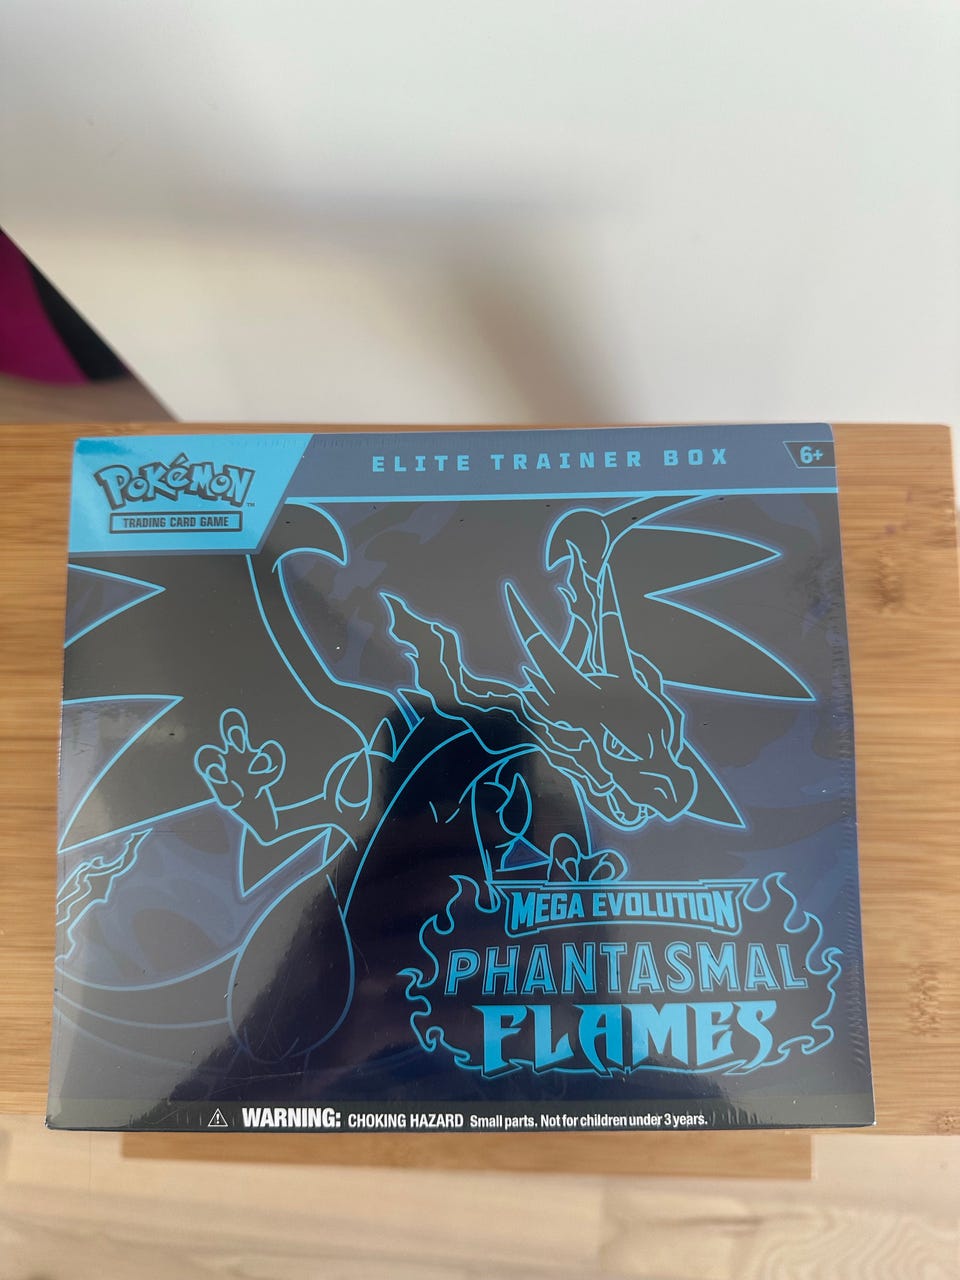 POKéMON™
TRADING CARD GAME
ELITE TRAINER BOX
6+
MEGA EVOLUTION
PHANTASMAL
FLAMES
WARNING: CHOKING HAZARD Small parts. Not for children under 3 years.